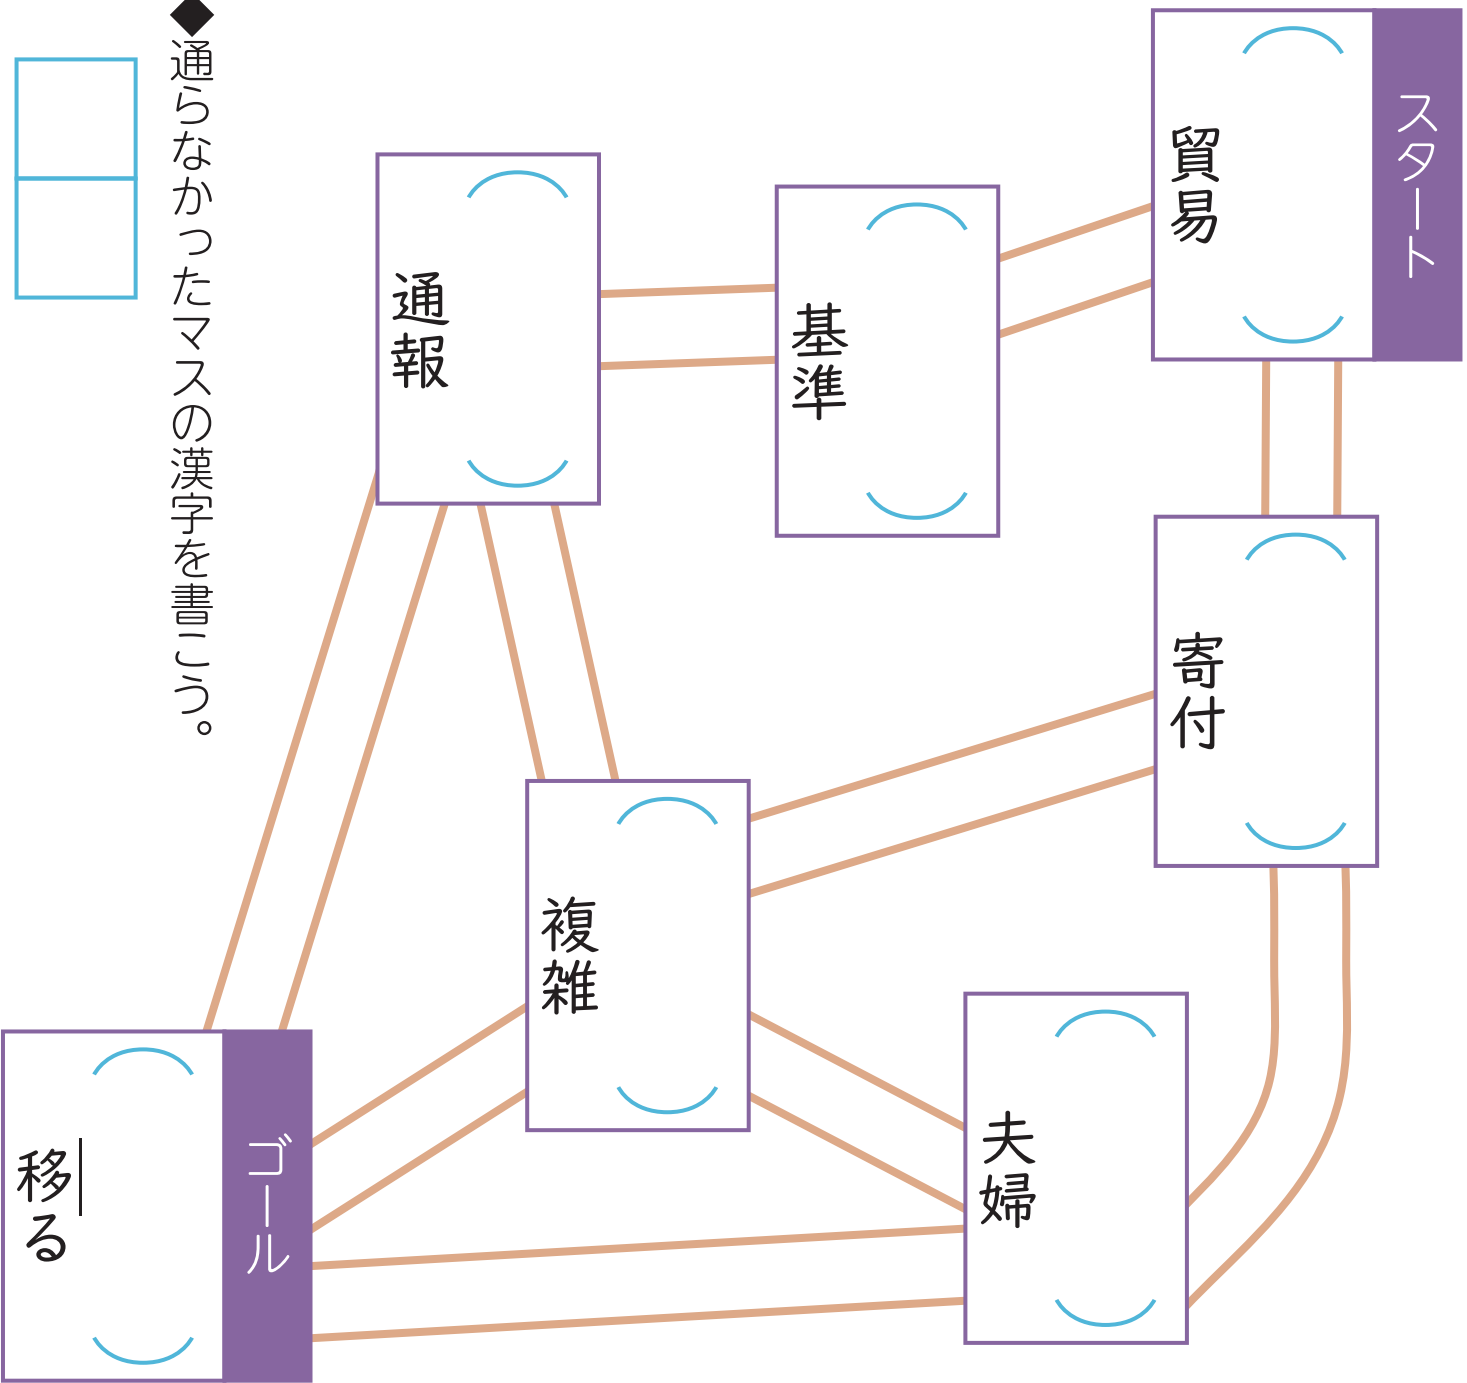 スタート
貿易
基準
通報
寄付
複雑
夫婦
ゴール
移る
◆通らなかったマスの漢字を書こう。